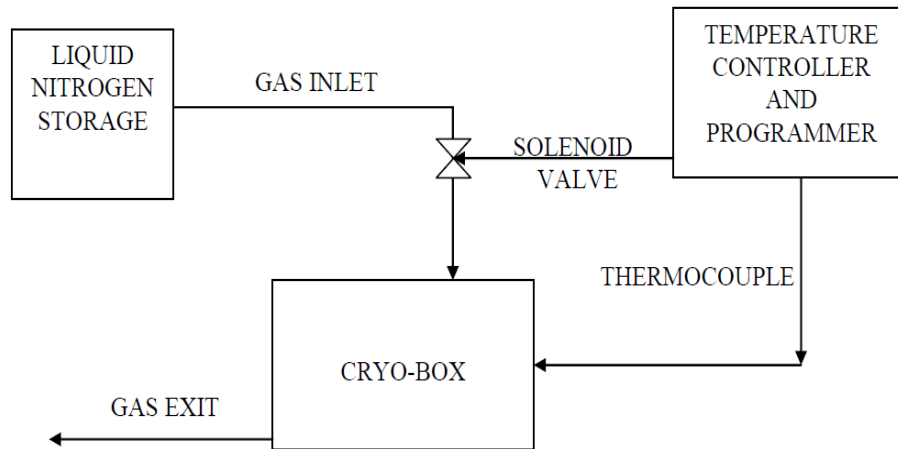 LIQUID
NITROGEN
STORAGE
GAS INLET
TEMPERATURE
CONTROLLER
AND
PROGRAMMER
SOLENOID
VALVE
THERMOCOUPLE
CRYO-BOX
GAS EXIT